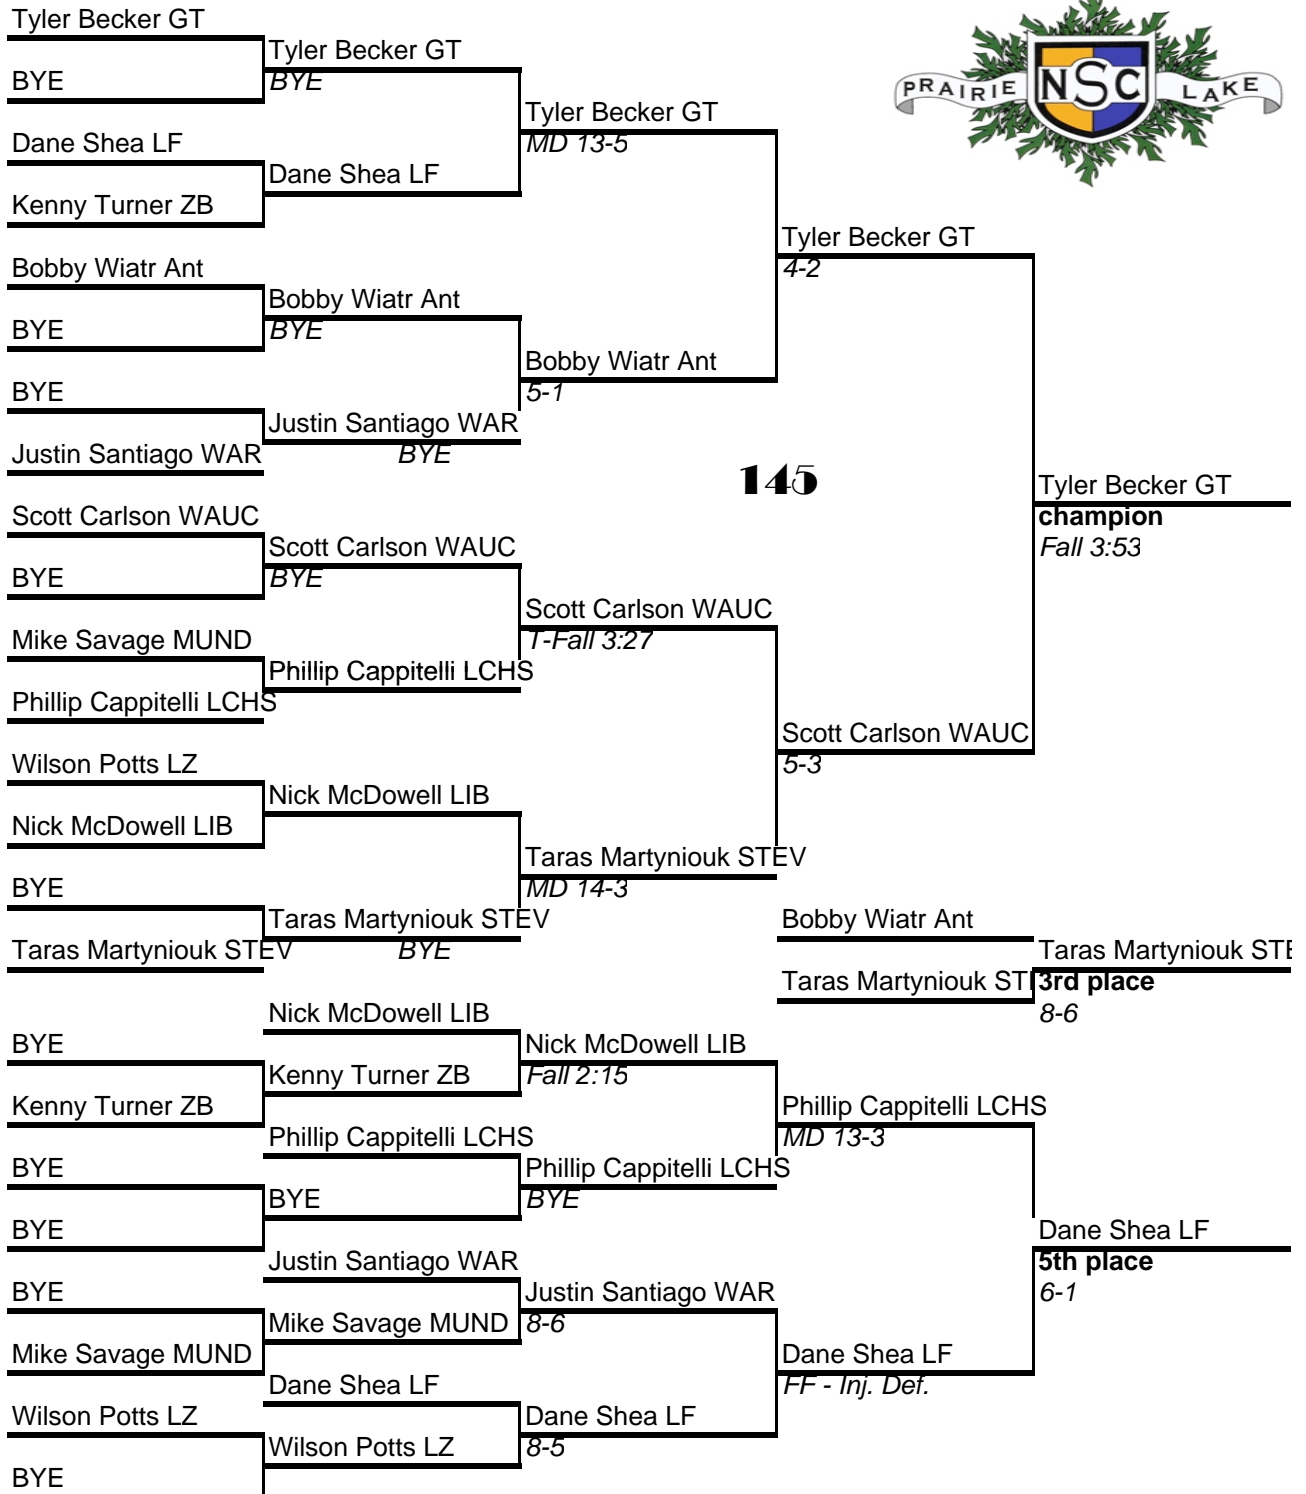 Tyler Becker GT
BYE
Dane Shea LF
Kenny Turner ZB
Bobby Wiatr Ant
BYE
BYE
Justin Santiago WAR
Scott Carlson WAUC
BYE
Mike Savage MUND
Phillip Cappitelli LCHS
Wilson Potts LZ
Nick McDowell LIB
BYE
Taras Martyniouk STEV
BYE
Kenny Turner ZB
BYE
BYE
BYE
Mike Savage MUND
Wilson Potts LZ
BYE
Tyler Becker GT
BYE
Dane Shea LF
Bobby Wiatr Ant
BYE
Justin Santiago WAR
BYE
Scott Carlson WAUC
BYE
Phillip Cappitelli LCHS
Nick McDowell LIB
Taras Martyniouk STEV
BYE
Nick McDowell LIB
Kenny Turner ZB
Phillip Cappitelli LCHS
BYE
Justin Santiago WAR
Mike Savage MUND
Dane Shea LF
Wilson Potts LZ
Tyler Becker GT
MD 13-5
Bobby Wiatr Ant
5-1
Scott Carlson WAUC
T-Fall 3:27
Taras Martyniouk STEV
MD 14-3
Nick McDowell LIB
Fall 2:15
Phillip Cappitelli LCHS
BYE
Justin Santiago WAR
8-6
Dane Shea LF
8-5
PRAIRIE NSC LAKE
Tyler Becker GT
4-2
145
Scott Carlson WAUC
5-3
Bobby Wiatr Ant
Taras Martyniouk STE
Phillip Cappitelli LCHS
MD 13-3
Dane Shea LF
FF - Inj. Def.
Tyler Becker GT
champion
Fall 3:53
Taras Martyniouk STE
3rd place
8-6
Dane Shea LF
5th place
6-1